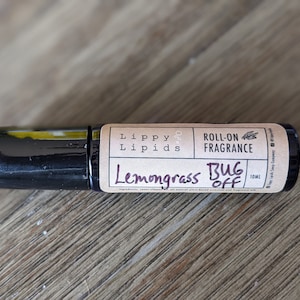 Lippy
Lipids
ROLL-ON
FRAGRANCE
Lemongrass BUG
OFF
10ML